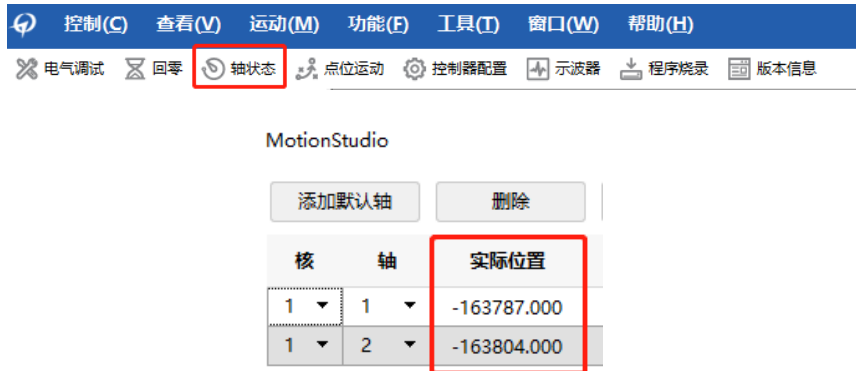 控制(C) 查看(V) 运动(M) 功能(F) 工具(T) 窗口(W) 帮助(H)
电气调试 回零 轴状态 点位运动 控制器配置 示波器 程序烧录 版本信息
MotionStudio
添加默认轴 删除
核 轴 实际位置
1 1 -163787.000
1 2 -163804.000